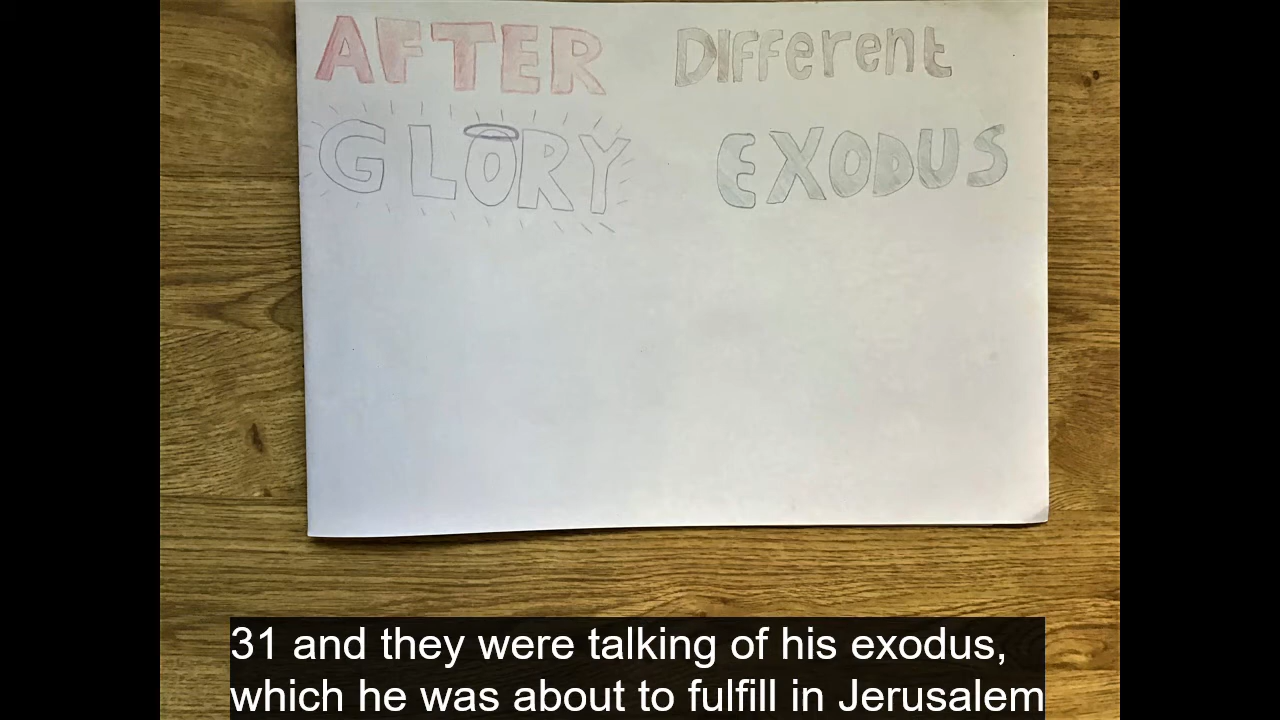 AFTER DIFFerent
GLORY EXODUS
31 and they were talking of his exodus,
which he was about to fulfill in Jerusalem